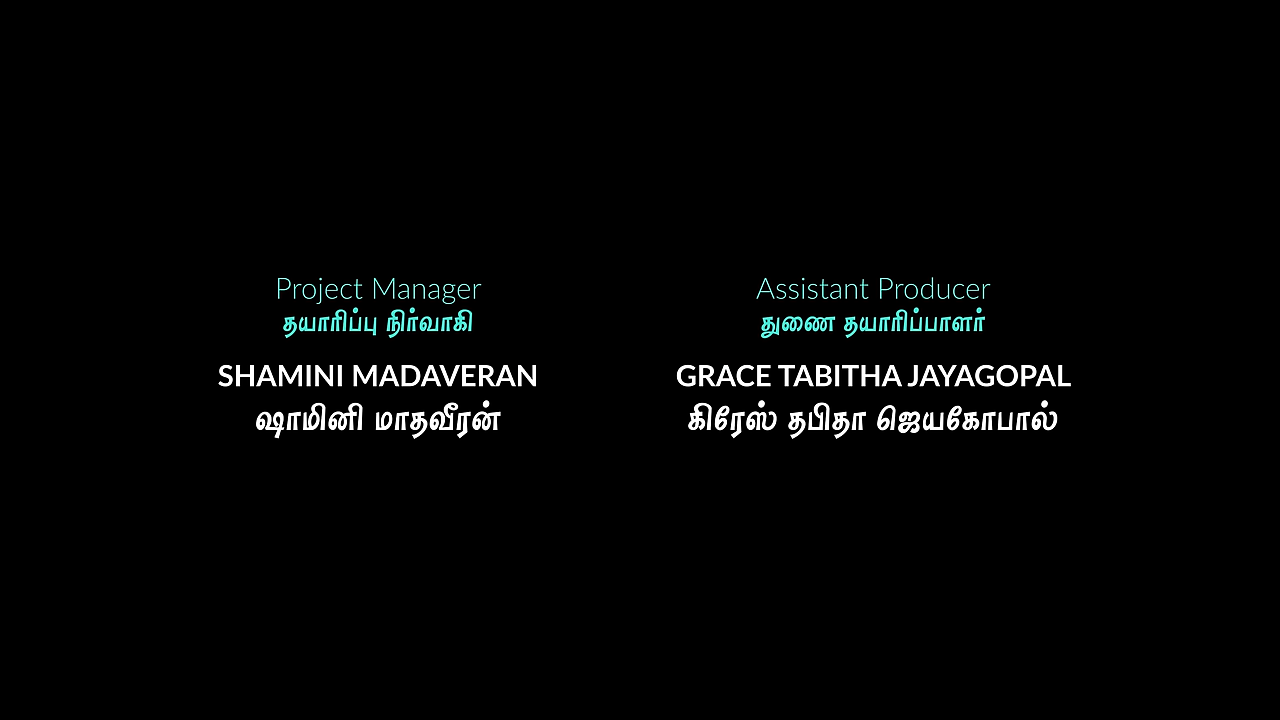 Project Manager
தயாரிப்பு நிர்வாகி
SHAMINI MADAVERAN
ஷாமினி மாதவீரன்
Assistant Producer
துணை தயாரிப்பாளர்
GRACE TABITHA JAYAGOPAL
கிரேஸ் தபிதா ஜெயகோபால்